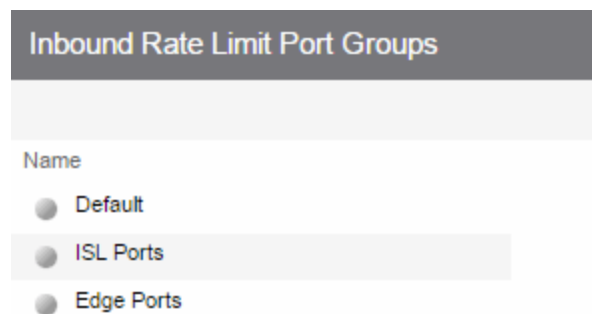 Inbound Rate Limit Port Groups
Name
Default
ISL Ports
Edge Ports